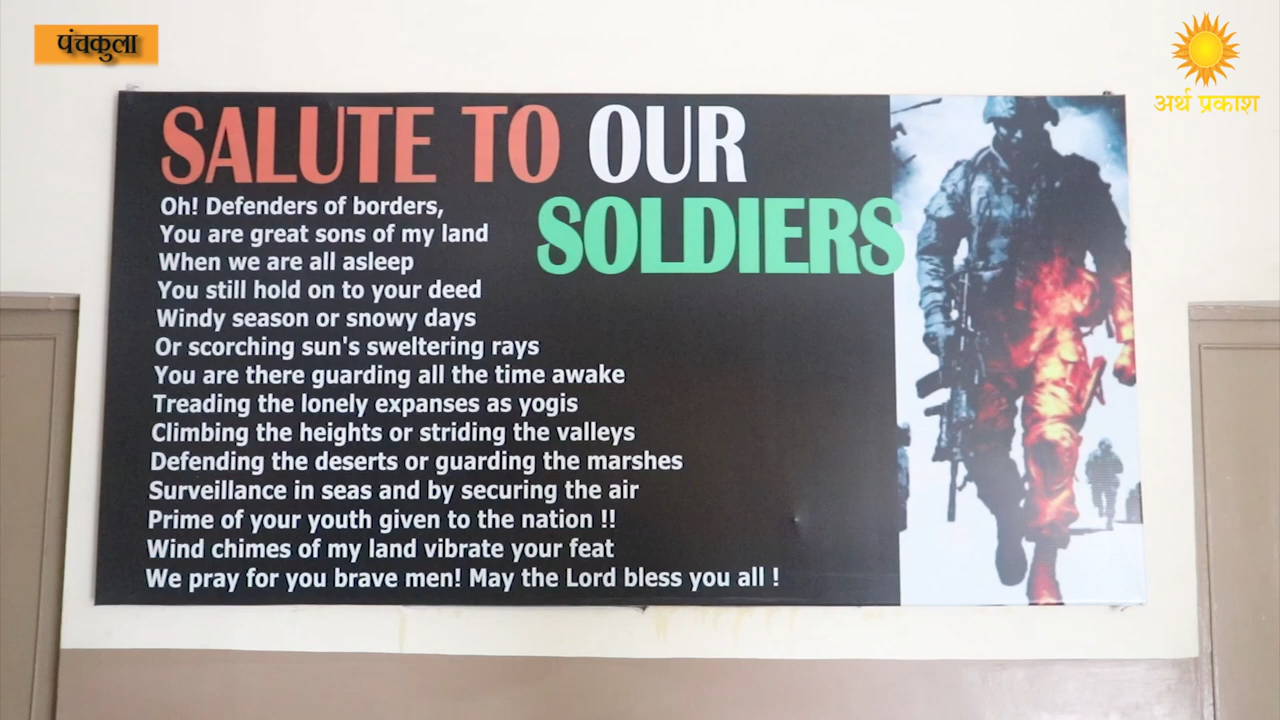 पंचकुला
अर्थ प्रकाश
SALUTE TO OUR
SOLDIERS
Oh! Defenders of borders,
You are great sons of my land
When we are all asleep
You still hold on to your deed
Windy season or snowy days
Or scorching sun's sweltering rays
You are there guarding all the time awake
Treading the lonely expanses as yogis
Climbing the heights or striding the valleys
Defending the deserts or guarding the marshes
Surveillance in seas and by securing the air
Prime of your youth given to the nation !!
Wind chimes of my land vibrate your feat
We pray for you brave men! May the Lord bless you all !